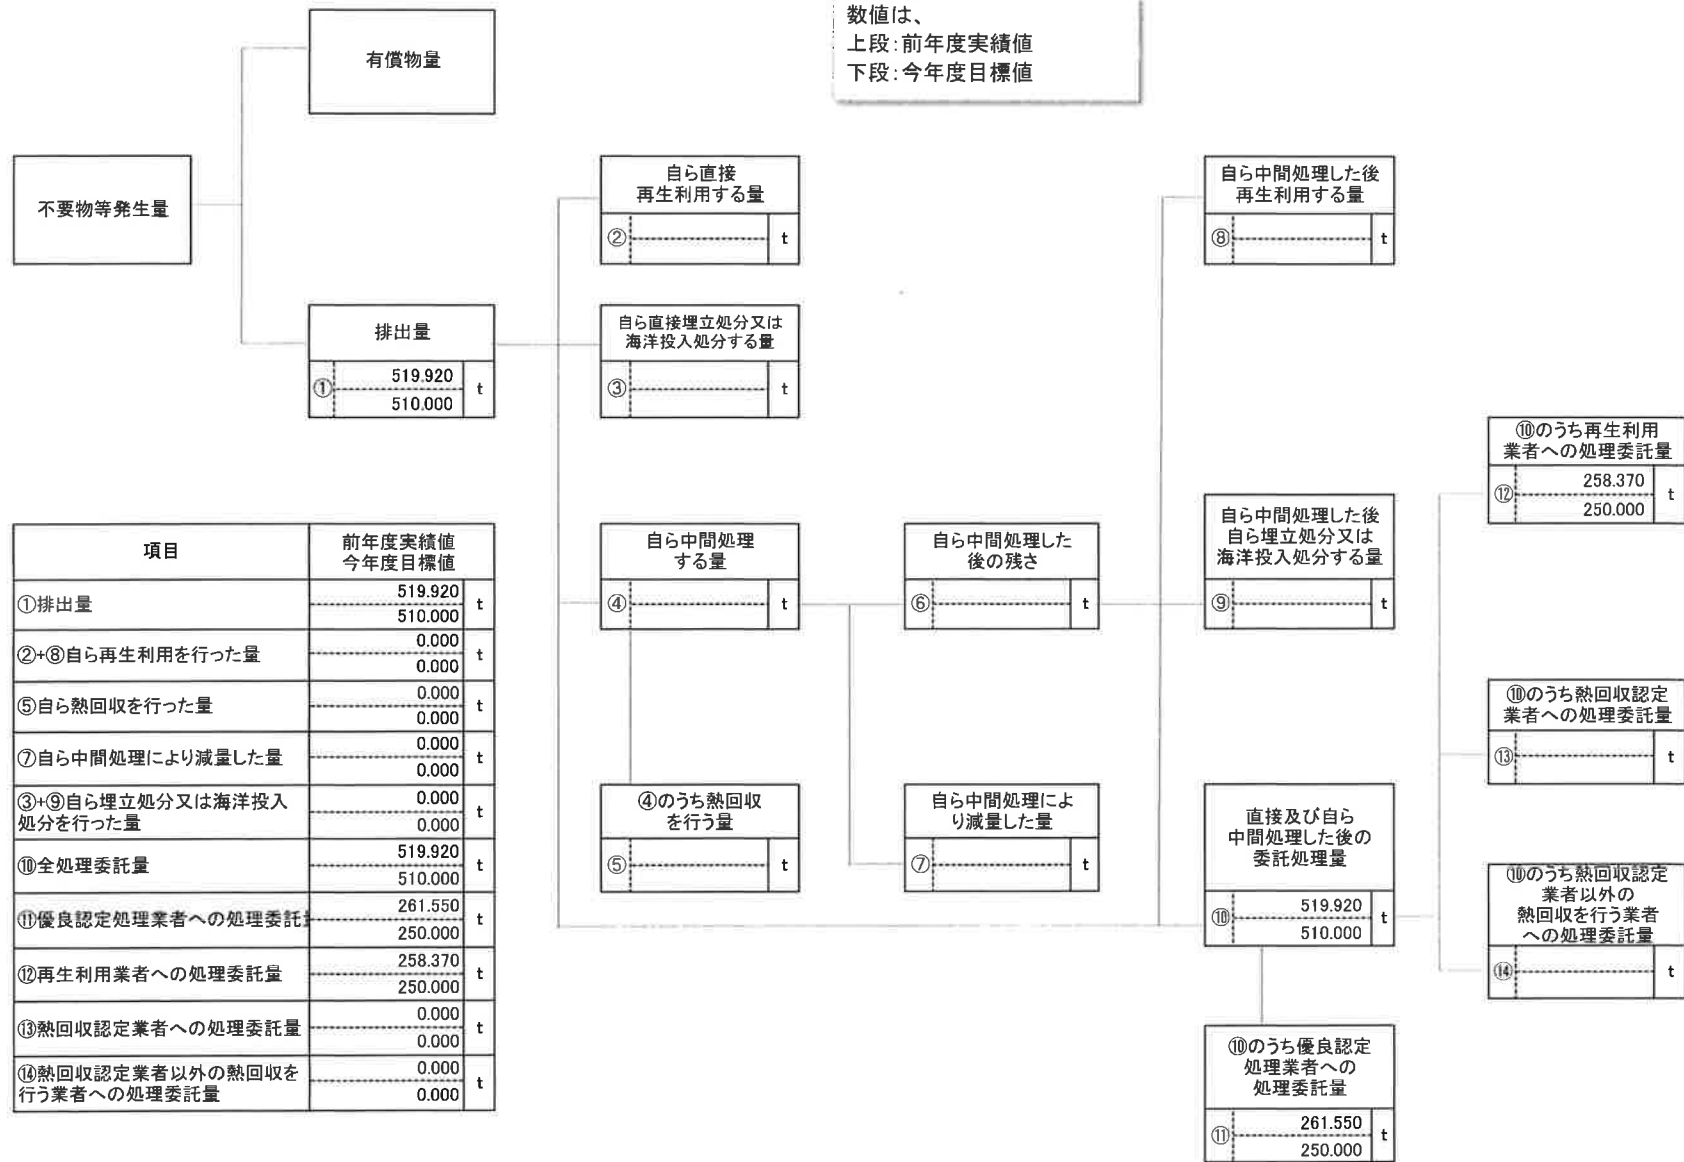 数値は、
上段：前年度実績値
下段：今年度目標値
有償物量
不要物等発生量
排出量
① 519.920 t
510.000
自ら直接
再生利用する量
② t
自ら直接埋立処分又は
海洋投入処分する量
③ t
自ら中間処理
する量
④ t
④のうち熱回収
を行う量
⑤ t
自ら中間処理した
後の残さ
⑥ t
自ら中間処理によ
り減量した量
⑦ t
自ら中間処理した後
再生利用する量
⑧ t
自ら中間処理した後
自ら埋立処分又は
海洋投入処分する量
⑨ t
直接及び自ら
中間処理した後の
委託処理量
⑩ 519.920 t
510.000
⑩のうち優良認定
処理業者への
処理委託量
⑪ 261.550 t
250.000
⑩のうち再生利用
業者への処理委託量
⑫ 258.370 t
250.000
⑩のうち熱回収認定
業者への処理委託量
⑬ t
⑩のうち熱回収認定
業者以外の
熱回収を行う業者
への処理委託量
⑭ t
項目 前年度実績値
今年度目標値
①排出量 519.920 t
510.000
②+⑧自ら再生利用を行った量 0.000 t
0.000
⑤自ら熱回収を行った量 0.000 t
0.000
⑦自ら中間処理により減量した量 0.000 t
0.000
③+⑨自ら埋立処分又は海洋投入
処分を行った量 0.000 t
0.000
⑩全処理委託量 519.920 t
510.000
⑪優良認定処理業者への処理委託 261.550 t
250.000
⑫再生利用業者への処理委託量 258.370 t
250.000
⑬熱回収認定業者への処理委託量 0.000 t
0.000
⑭熱回収認定業者以外の熱回収を
行う業者への処理委託量 0.000 t
0.000